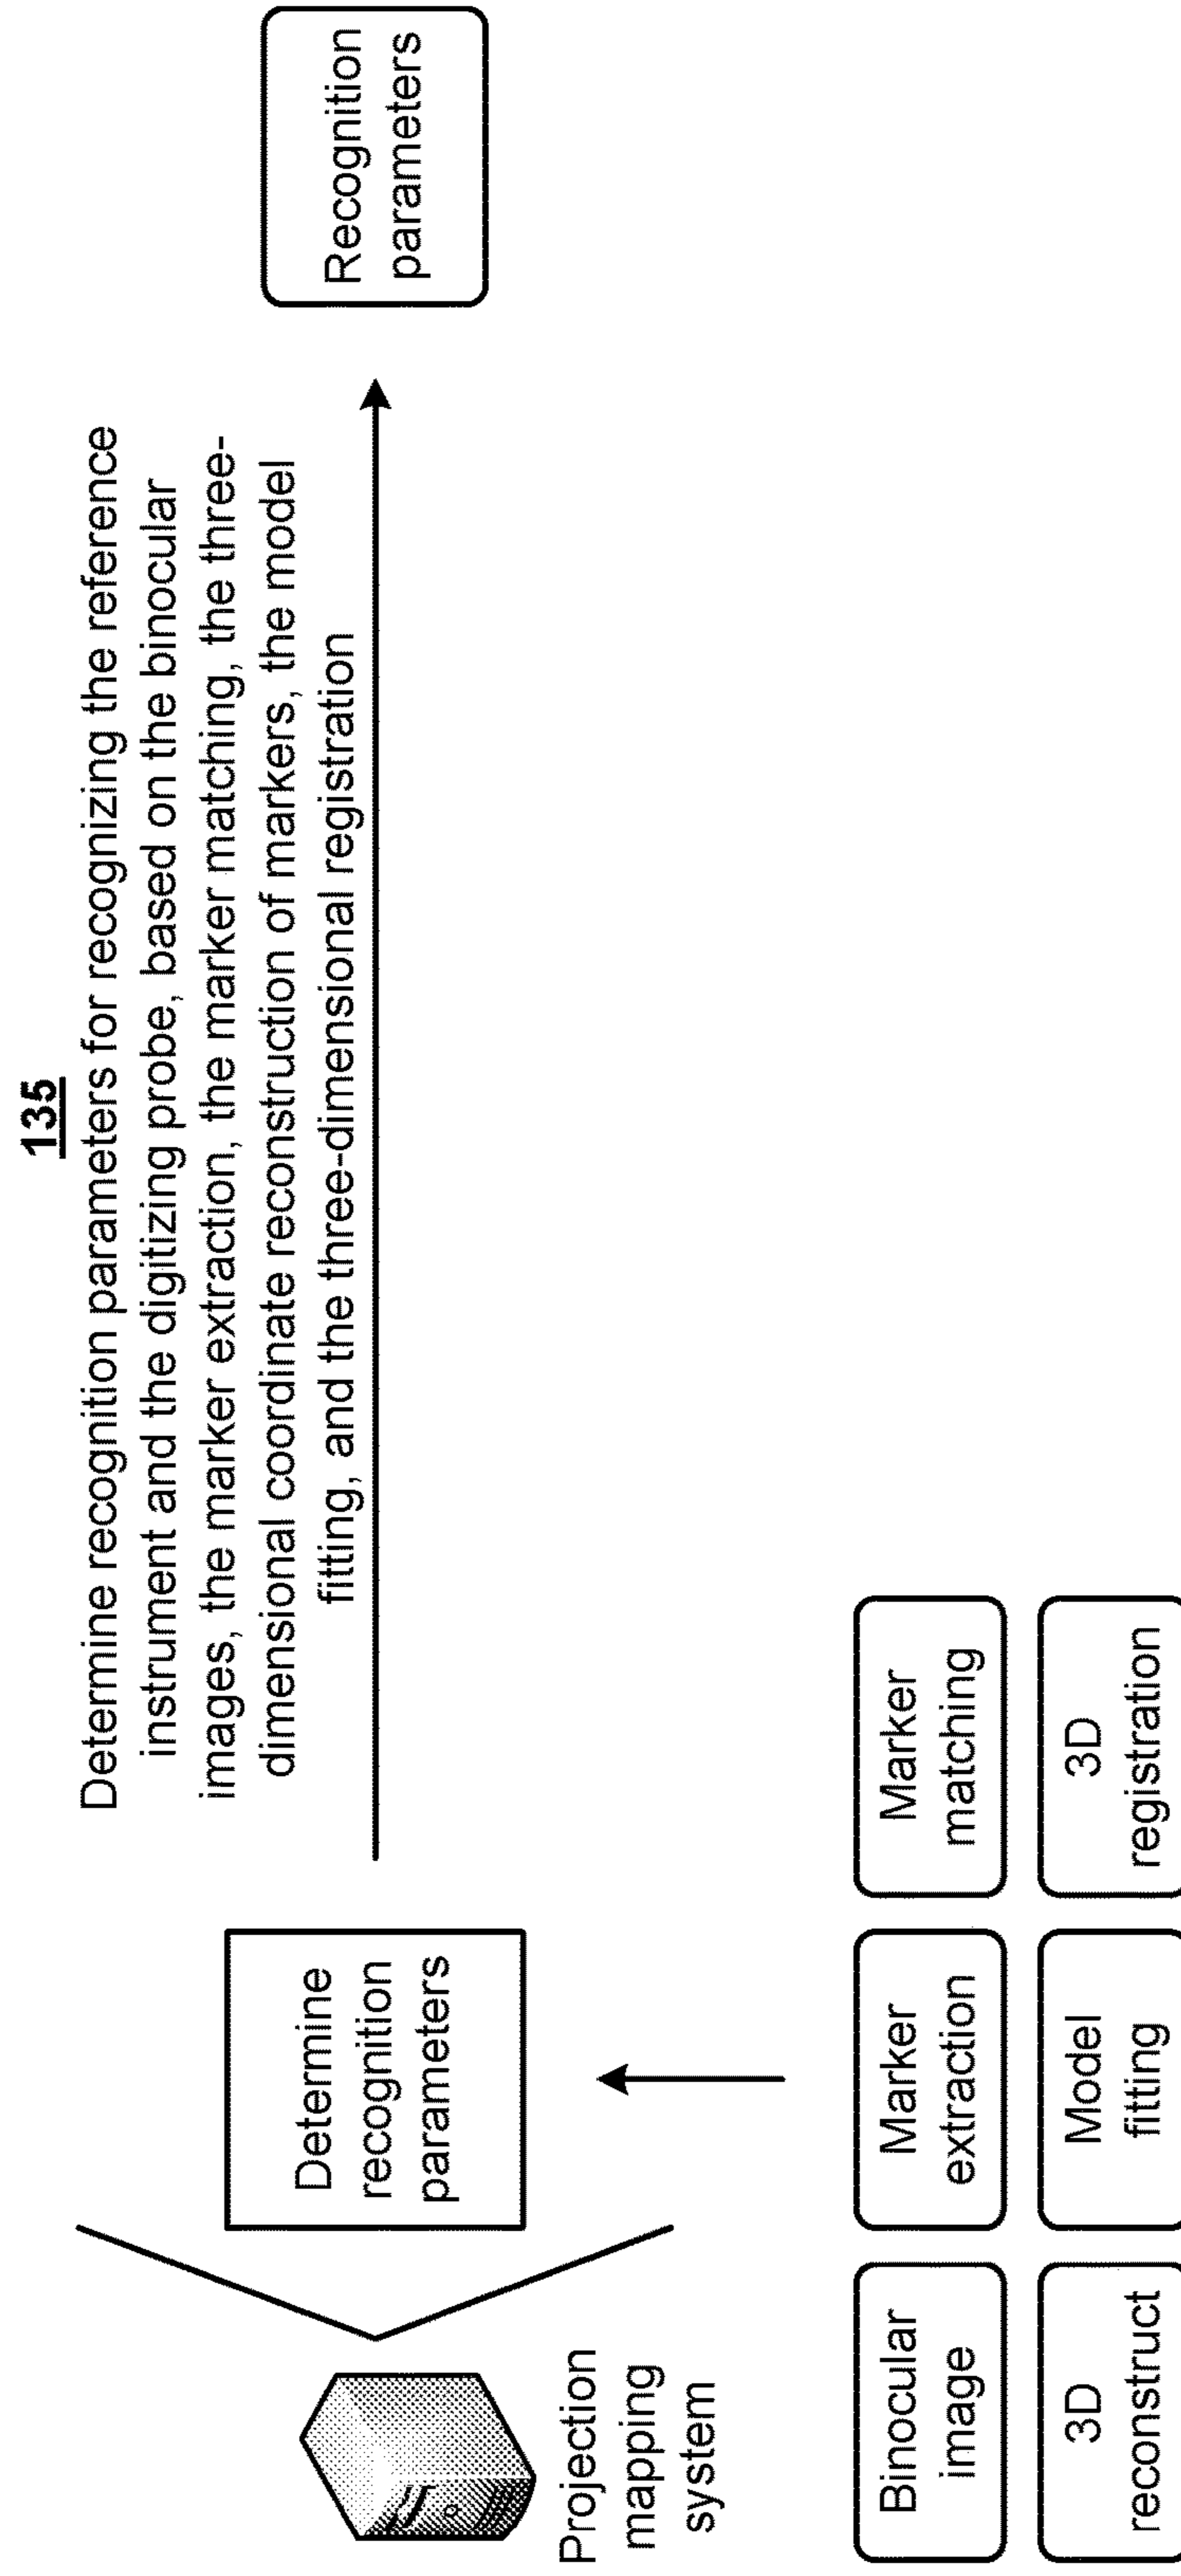 135
Determine recognition parameters for recognizing the reference
instrument and the digitizing probe, based on the binocular
images, the marker extraction, the marker matching, the three-
dimensional coordinate reconstruction of markers, the model
fitting, and the three-dimensional registration
Recognition
parameters
Determine
recognition
parameters
Projection
mapping
system
Binocular
image
Marker
extraction
Marker
matching
3D
reconstruct
Model
fitting
3D
registration